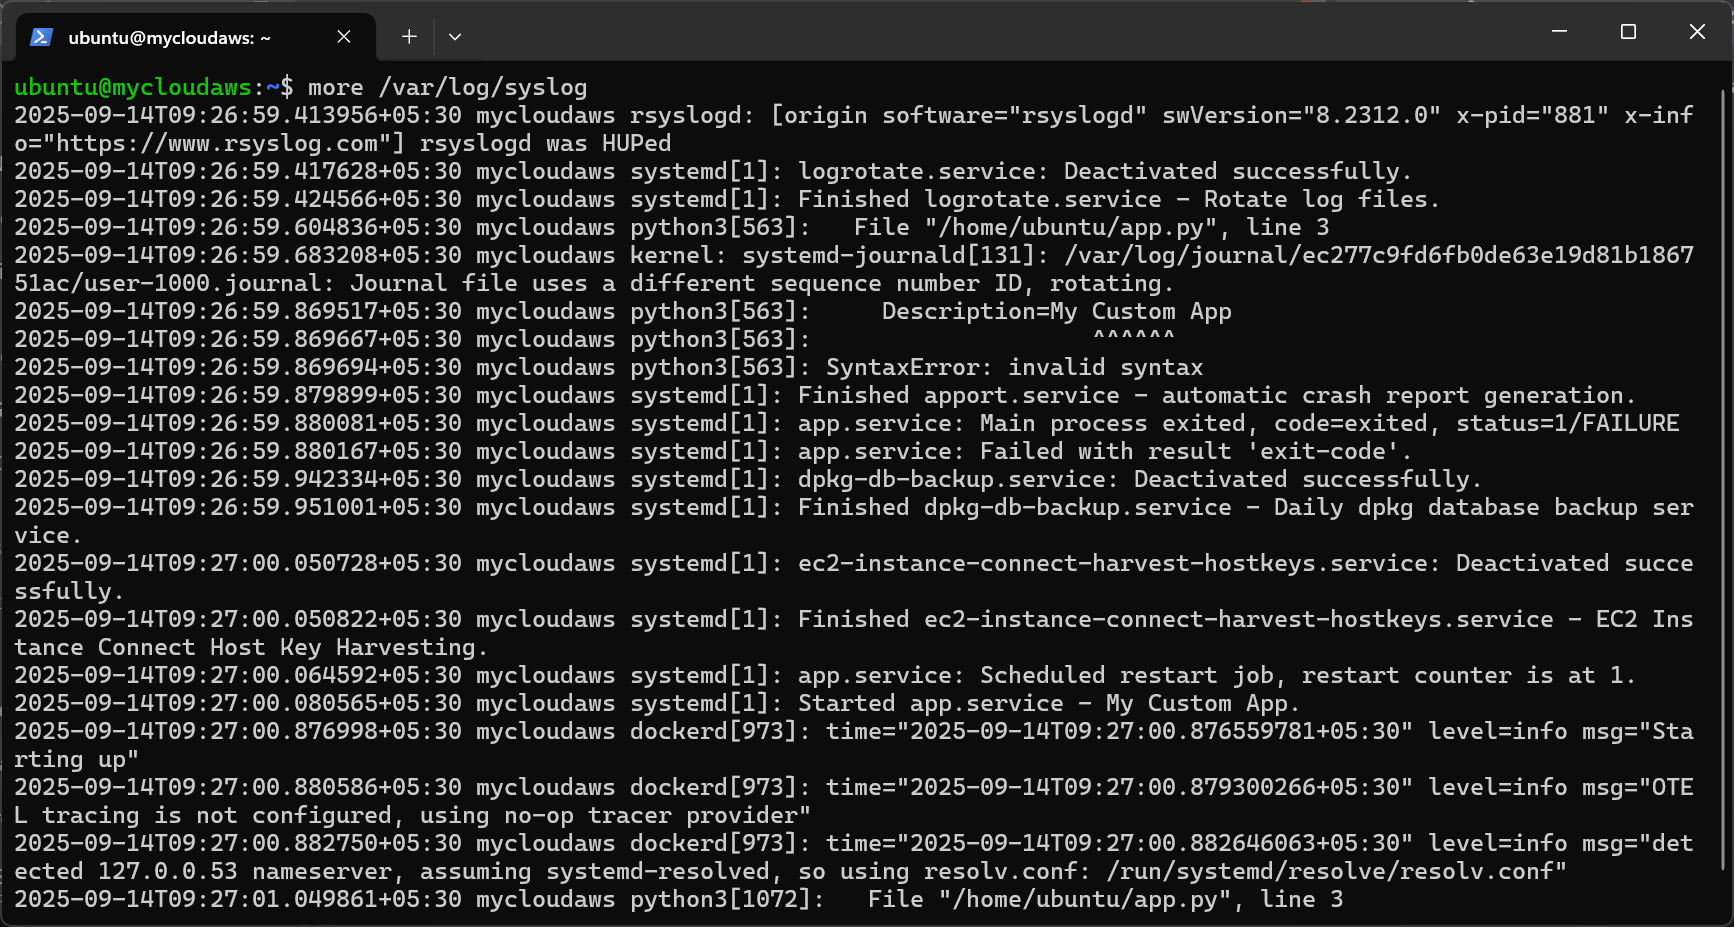 ubuntu@mycloudaws: ~
ubuntu@mycloudaws:~$ more /var/log/syslog
2025-09-14T09:26:59.413956+05:30 mycloudaws rsyslogd: [origin software="rsyslogd" swVersion="8.2312.0" x-pid="881" x-inf
o="https://www.rsyslog.com"] rsyslogd was HUPed
2025-09-14T09:26:59.417628+05:30 mycloudaws systemd[1]: logrotate.service: Deactivated successfully.
2025-09-14T09:26:59.424566+05:30 mycloudaws systemd[1]: Finished logrotate.service - Rotate log files.
2025-09-14T09:26:59.604836+05:30 mycloudaws python3[563]:   File "/home/ubuntu/app.py", line 3
2025-09-14T09:26:59.683208+05:30 mycloudaws kernel: systemd-journald[131]: /var/log/journal/ec277c9fd6fb0de63e19d81b1867
51ac/user-1000.journal: Journal file uses a different sequence number ID, rotating.
2025-09-14T09:26:59.869517+05:30 mycloudaws python3[563]:     Description=My Custom App
2025-09-14T09:26:59.869667+05:30 mycloudaws python3[563]:                    ^^^^^^
2025-09-14T09:26:59.869694+05:30 mycloudaws python3[563]: SyntaxError: invalid syntax
2025-09-14T09:26:59.879899+05:30 mycloudaws systemd[1]: Finished apport.service - automatic crash report generation.
2025-09-14T09:26:59.880081+05:30 mycloudaws systemd[1]: app.service: Main process exited, code=exited, status=1/FAILURE
2025-09-14T09:26:59.880167+05:30 mycloudaws systemd[1]: app.service: Failed with result 'exit-code'.
2025-09-14T09:26:59.942334+05:30 mycloudaws systemd[1]: dpkg-db-backup.service: Deactivated successfully.
2025-09-14T09:26:59.951001+05:30 mycloudaws systemd[1]: Finished dpkg-db-backup.service - Daily dpkg database backup ser
vice.
2025-09-14T09:27:00.050728+05:30 mycloudaws systemd[1]: ec2-instance-connect-harvest-hostkeys.service: Deactivated succe
ssfully.
2025-09-14T09:27:00.050822+05:30 mycloudaws systemd[1]: Finished ec2-instance-connect-harvest-hostkeys.service - EC2 Ins
tance Connect Host Key Harvesting.
2025-09-14T09:27:00.064592+05:30 mycloudaws systemd[1]: app.service: Scheduled restart job, restart counter is at 1.
2025-09-14T09:27:00.080565+05:30 mycloudaws systemd[1]: Started app.service - My Custom App.
2025-09-14T09:27:00.876998+05:30 mycloudaws dockerd[973]: time="2025-09-14T09:27:00.876559781+05:30" level=info msg="Sta
rting up"
2025-09-14T09:27:00.880586+05:30 mycloudaws dockerd[973]: time="2025-09-14T09:27:00.879300266+05:30" level=info msg="OTE
L tracing is not configured, using no-op tracer provider"
2025-09-14T09:27:00.882750+05:30 mycloudaws dockerd[973]: time="2025-09-14T09:27:00.882646063+05:30" level=info msg="det
ected 127.0.0.53 nameserver, assuming systemd-resolved, so using resolv.conf: /run/systemd/resolve/resolv.conf"
2025-09-14T09:27:01.049861+05:30 mycloudaws python3[1072]:   File "/home/ubuntu/app.py", line 3